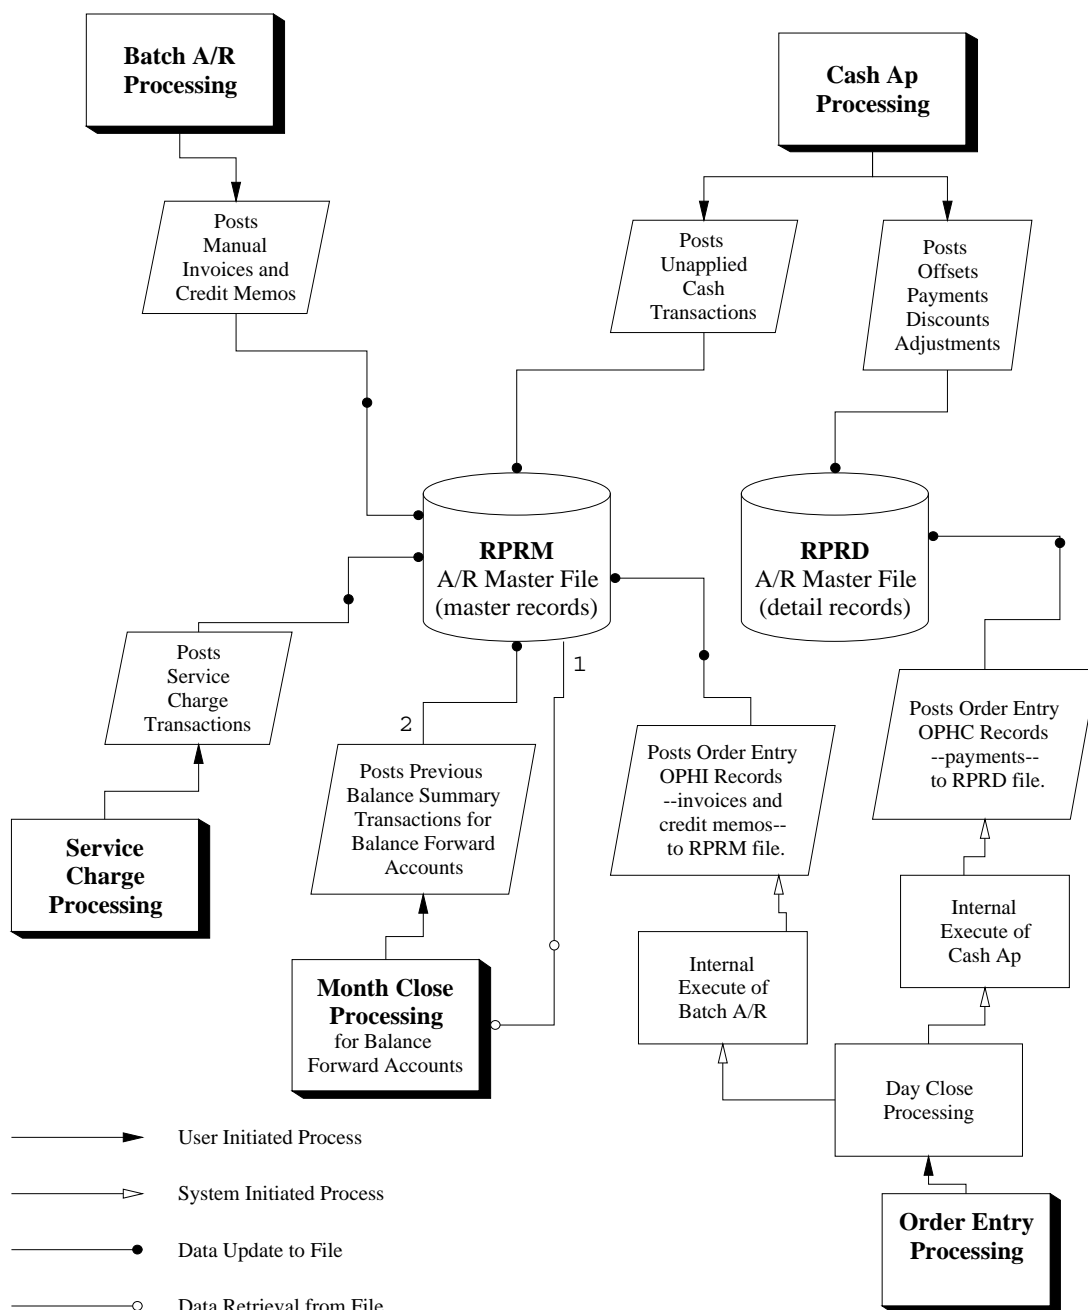 Batch A/R
Processing
Cash Ap
Processing
Posts
Manual
Invoices and
Credit Memos
Posts
Unapplied
Cash
Transactions
Posts
Offsets
Payments
Discounts
Adjustments
RPRM
A/R Master File
(master records)
RPRD
A/R Master File
(detail records)
1
Posts
Service
Charge
Transactions
2
Posts Previous
Balance Summary
Transactions for
Balance Forward
Accounts
Posts Order Entry
OPHI Records
--invoices and
credit memos--
to RPRM file.
Posts Order Entry
OPHC Records
--payments--
to RPRD file.
Service
Charge
Processing
Month Close
Processing
for Balance
Forward Accounts
Internal
Execute of
Batch A/R
Internal
Execute of
Cash Ap
Day Close
Processing
Order Entry
Processing
User Initiated Process
System Initiated Process
Data Update to File
Data Retrieval from File